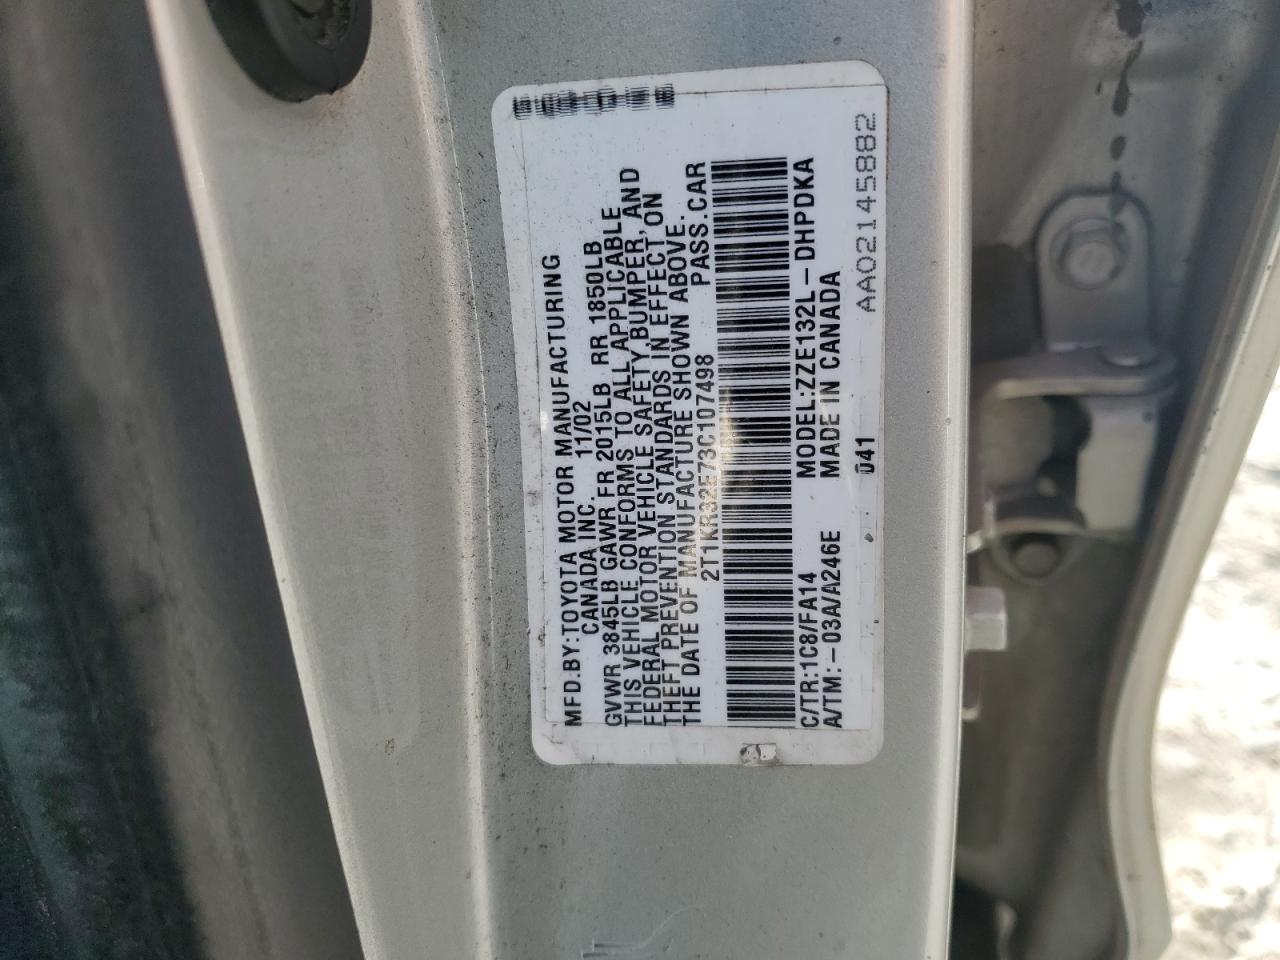 MFD.BY:TOYOTA MOTOR MANUFACTURING
CANADA INC. 11/02
GVWR 3845LB GAWR FR 2015LB RR 1850LB
THIS VEHICLE CONFORMS TO ALL APPLICABLE
FEDERAL MOTOR VEHICLE SAFETY,BUMPER, AND
THEFT PREVENTION STANDARDS IN EFFECT ON
THE DATE OF MANUFACTURE SHOWN ABOVE.
2T1KR32E73C107498 PASS.CAR
C/TR:1C8/FA14 MODEL:ZZE132L-DHPDKA
A/TM:-03A/A246E MADE IN CANADA
041
AA02145882